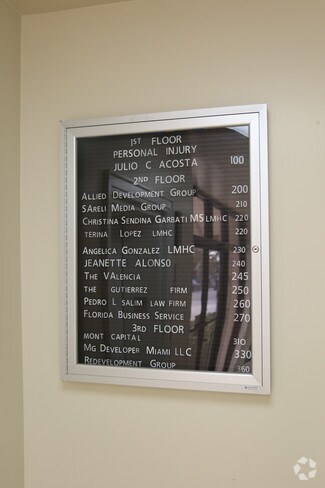 1ST FLOOR
PERSONAL INJURY
JULIO C ACOSTA 100
2ND FLOOR
ALLIED DEVELOPMENT GROUP 200
SARELI MEDIA GROUP 210
CHRISTINA SENDINA GARBATI MS LMHC 220
TERINA LOPEZ LMHC 220
ANGELICA GONZALEZ LMHC 230
JEANETTE ALONSO 240
THE VALENCIA 245
THE GUTIERREZ FIRM 250
PEDRO L SALIM LAW FIRM 260
FLORIDA BUSINESS SERVICE 270
3RD FLOOR
MONT CAPITAL 310
MG DEVELOPER MIAMI LLC 330
REDEVELOPMENT GROUP 360